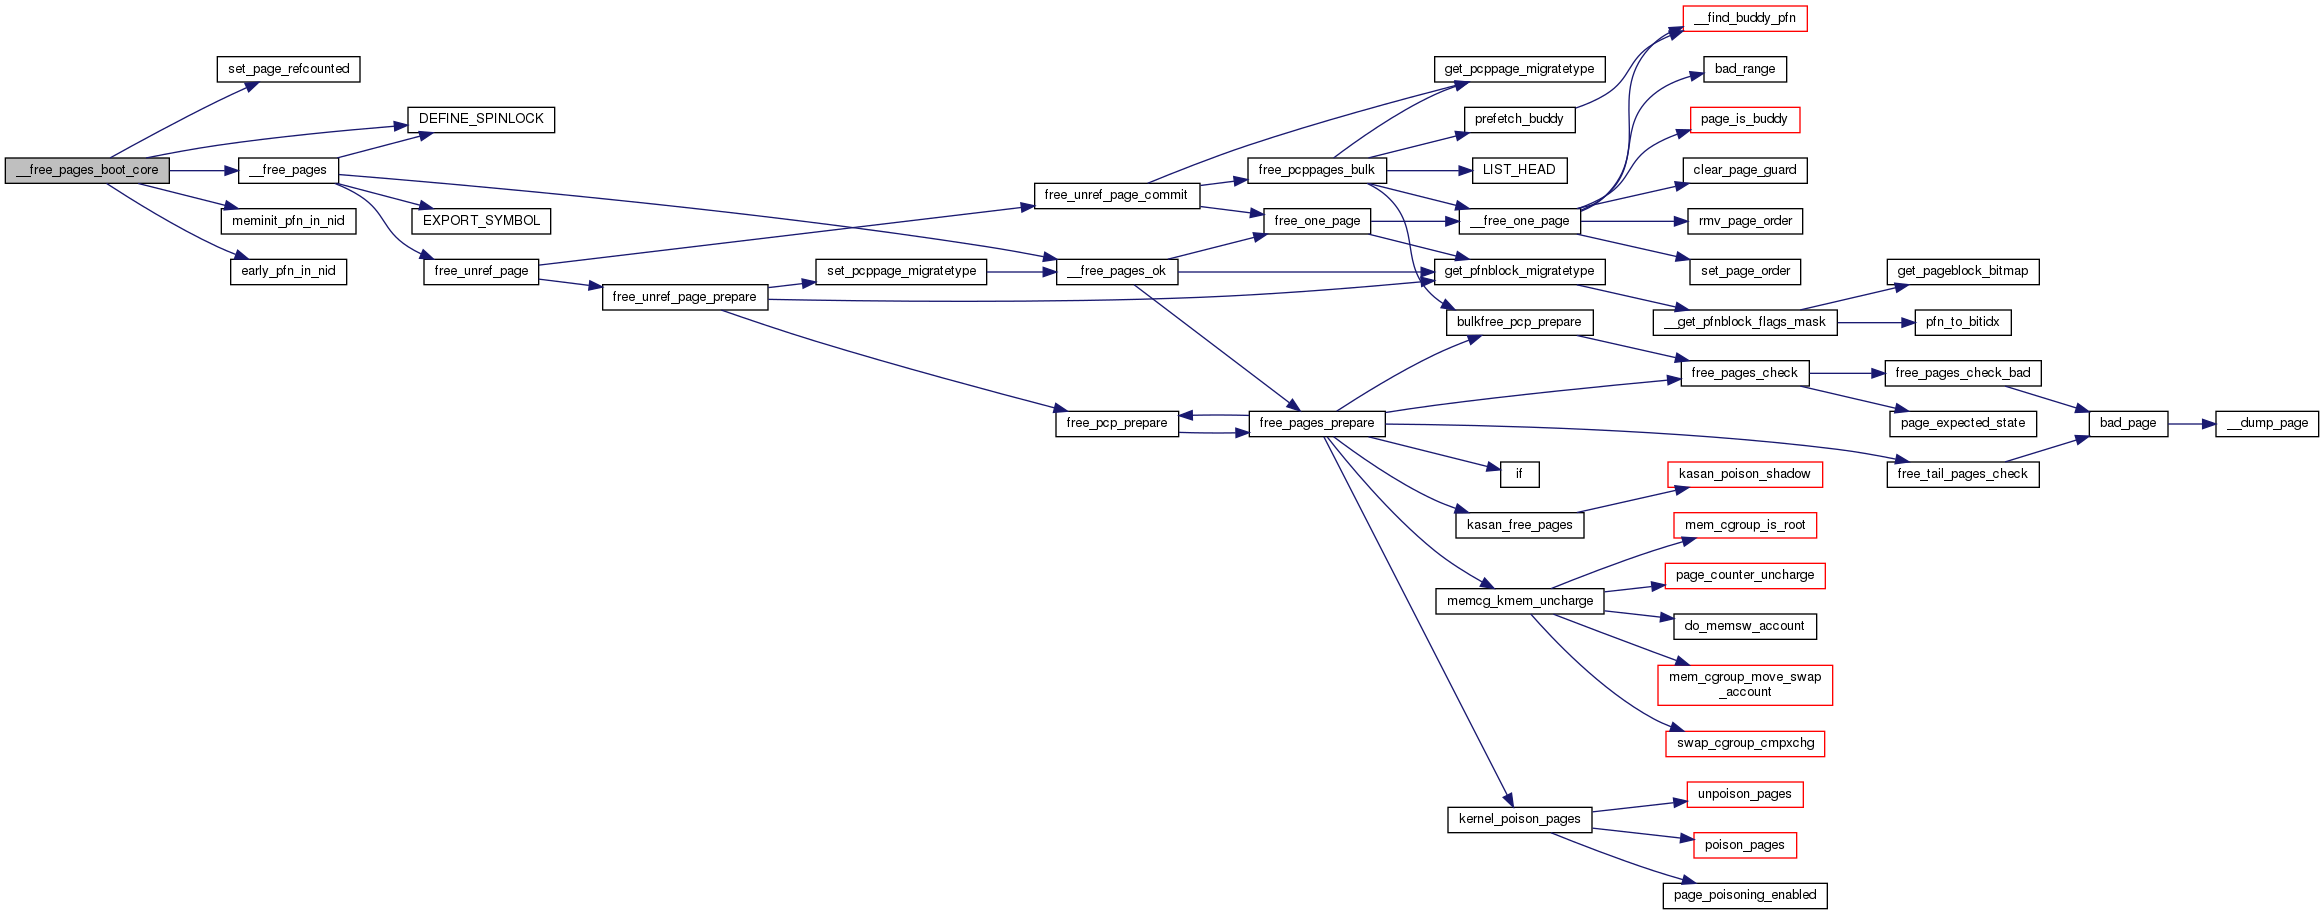 __find_buddy_pfn
set_page_refcounted
get_pcppage_migratetype
bad_range
DEFINE_SPINLOCK
prefetch_buddy
page_is_buddy
__free_pages_boot_core
__free_pages
free_pcppages_bulk
LIST_HEAD
clear_page_guard
free_unref_page_commit
meminit_pfn_in_nid
EXPORT_SYMBOL
free_one_page
__free_one_page
rmv_page_order
early_pfn_in_nid
free_unref_page
set_pcppage_migratetype
__free_pages_ok
get_pfnblock_migratetype
set_page_order
get_pageblock_bitmap
free_unref_page_prepare
bulkfree_pcp_prepare
__get_pfnblock_flags_mask
pfn_to_bitidx
free_pages_check
free_pages_check_bad
free_pcp_prepare
free_pages_prepare
page_expected_state
bad_page
__dump_page
if
kasan_poison_shadow
free_tail_pages_check
kasan_free_pages
mem_cgroup_is_root
page_counter_uncharge
memcg_kmem_uncharge
do_memsw_account
mem_cgroup_move_swap
_account
swap_cgroup_cmpxchg
unpoison_pages
kernel_poison_pages
poison_pages
page_poisoning_enabled